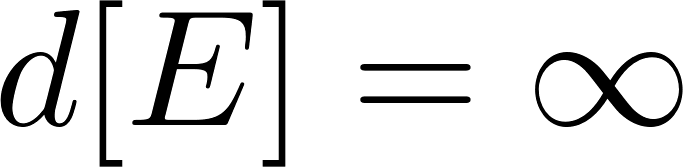 d[E] = ∞